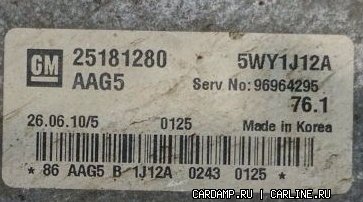 GM 25181280 5WY1J12A
AAG5 Serv No: 96964295
76.1
26.06.10/5 0125 Made in Korea
* 86 AAG5 B 1J12A 0243 0125 *
CARDAMP.RU | CARLINE.RU